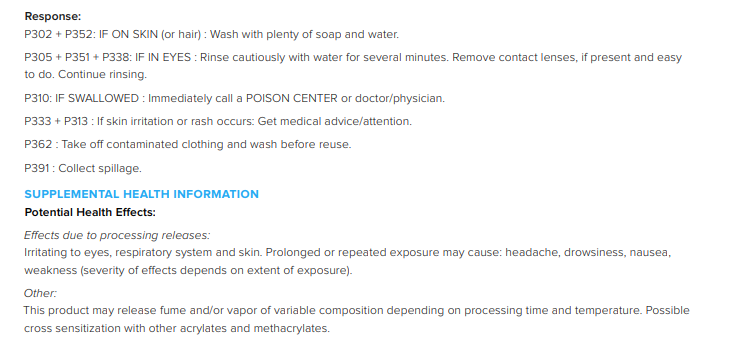 Response:
P302 + P352: IF ON SKIN (or hair) : Wash with plenty of soap and water.
P305 + P351 + P338: IF IN EYES : Rinse cautiously with water for several minutes. Remove contact lenses, if present and easy
to do. Continue rinsing.
P310: IF SWALLOWED : Immediately call a POISON CENTER or doctor/physician.
P333 + P313 : If skin irritation or rash occurs: Get medical advice/attention.
P362 : Take off contaminated clothing and wash before reuse.
P391 : Collect spillage.
SUPPLEMENTAL HEALTH INFORMATION
Potential Health Effects:
Effects due to processing releases:
Irritating to eyes, respiratory system and skin. Prolonged or repeated exposure may cause: headache, drowsiness, nausea,
weakness (severity of effects depends on extent of exposure).
Other:
This product may release fume and/or vapor of variable composition depending on processing time and temperature. Possible
cross sensitization with other acrylates and methacrylates.